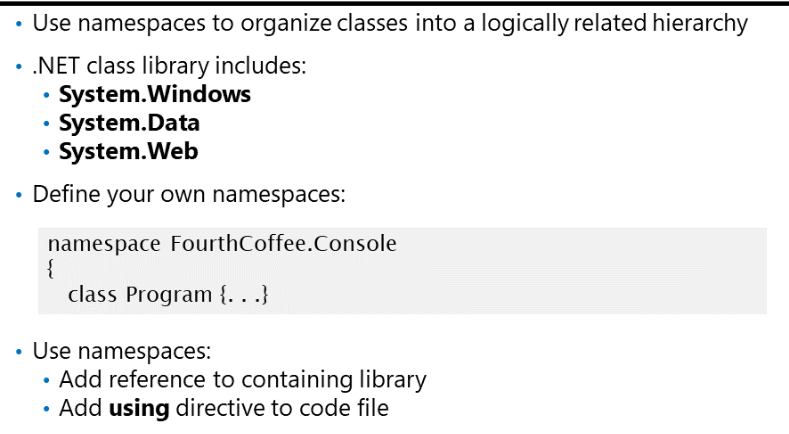 • Use namespaces to organize classes into a logically related hierarchy
• .NET class library includes:
• System.Windows
• System.Data
• System.Web
• Define your own namespaces:
namespace FourthCoffee.Console
{
class Program {. . .}
• Use namespaces:
• Add reference to containing library
• Add using directive to code file